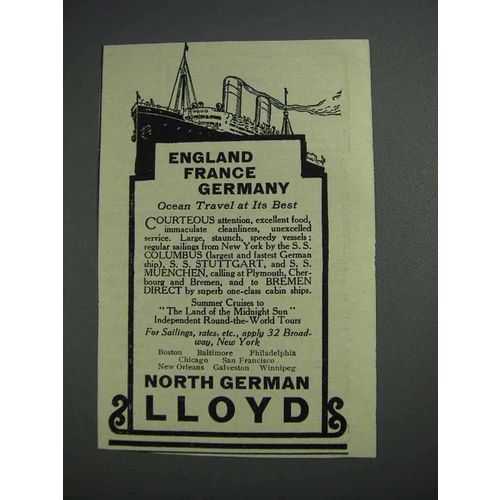 ENGLAND
FRANCE
GERMANY
Ocean Travel at Its Best
COURTEOUS attention, excellent food,
immaculate cleanliness, unexcelled
service. Large, staunch, speedy vessels;
regular sailings from New York by the S. S.
COLUMBUS (largest and fastest German
ship), S. S. STUTTGART, and S. S.
MUENCHEN, calling at Plymouth, Cher-
bourg and Bremen, and to BREMEN
DIRECT by superb one-class cabin ships.
Summer Cruises to
"The Land of the Midnight Sun"
Independent Round-the-World Tours
For Sailings, rates, etc., apply 32 Broad-
way, New York
Boston Baltimore Philadelphia
Chicago San Francisco
New Orleans Galveston Winnipeg
NORTH GERMAN
LLOYD